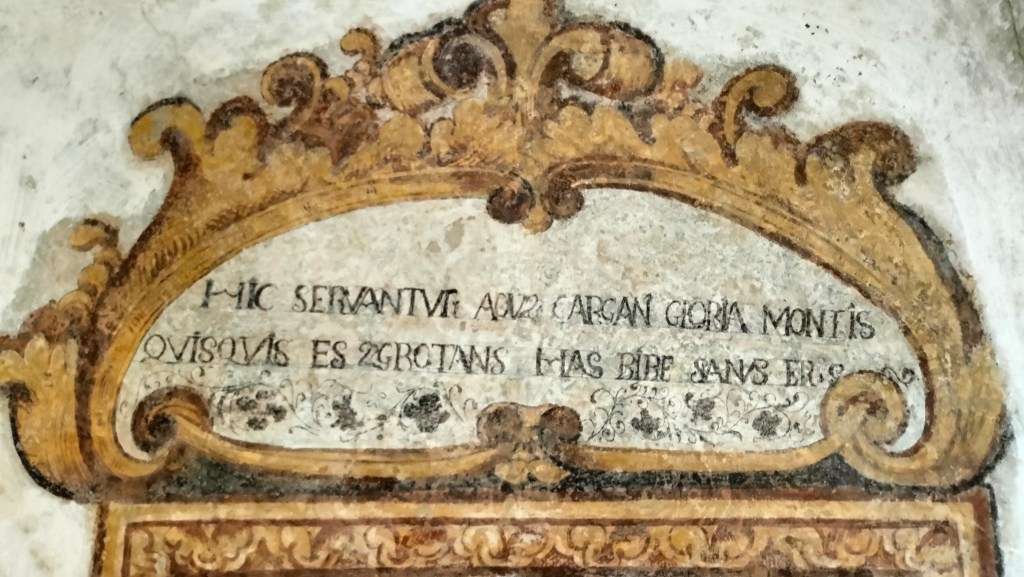 HIC SERVANTVR AQVÆ CARGAN GLORIA MONTIS
QVISQVIS ES ÆGROTANS HAS BIBE SANVS ERIS